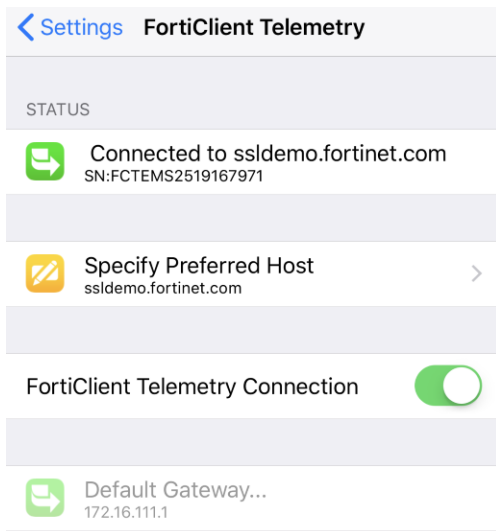 Settings FortiClient Telemetry
STATUS
Connected to ssldemo.fortinet.com
SN:FCTEMS2519167971
Specify Preferred Host
ssldemo.fortinet.com
FortiClient Telemetry Connection
Default Gateway...
172.16.111.1